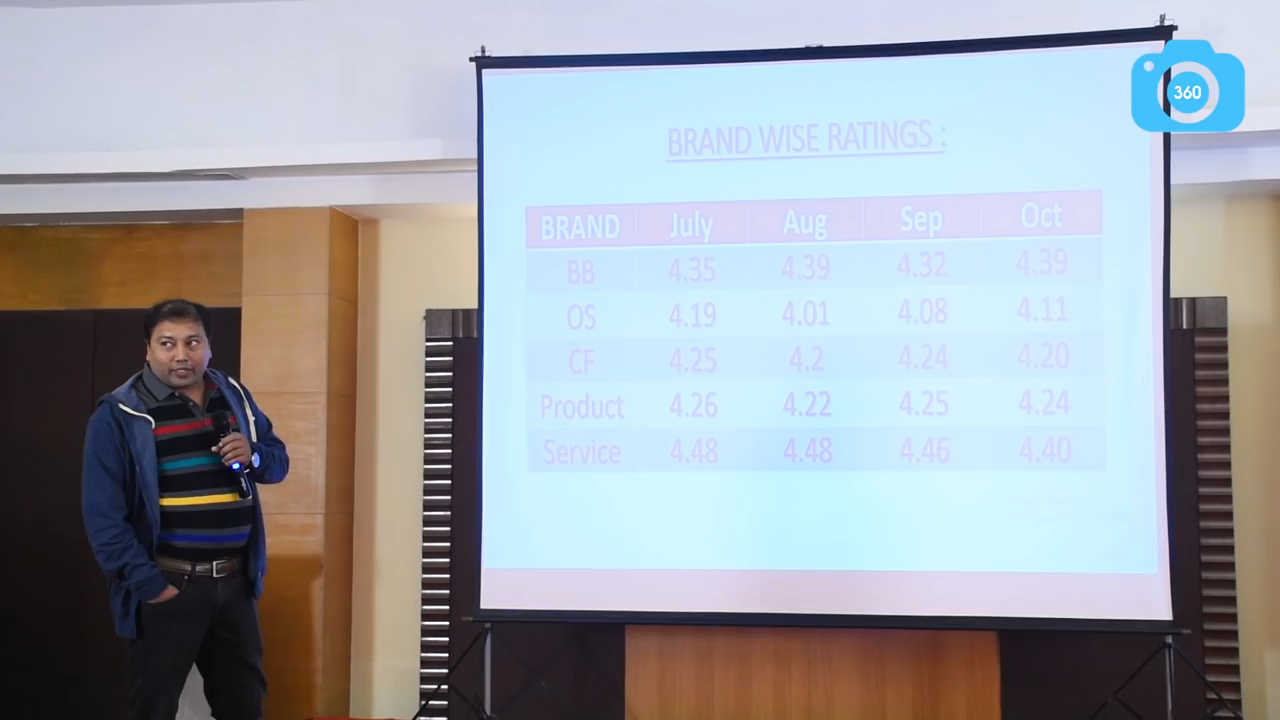 360
BRAND WISE RATINGS :
BRAND July Aug Sep Oct
BB 4.35 4.39 4.32 4.39
OS 4.19 4.01 4.08 4.11
CF 4.25 4.2 4.24 4.20
Product 4.26 4.22 4.25 4.24
Service 4.48 4.48 4.46 4.40